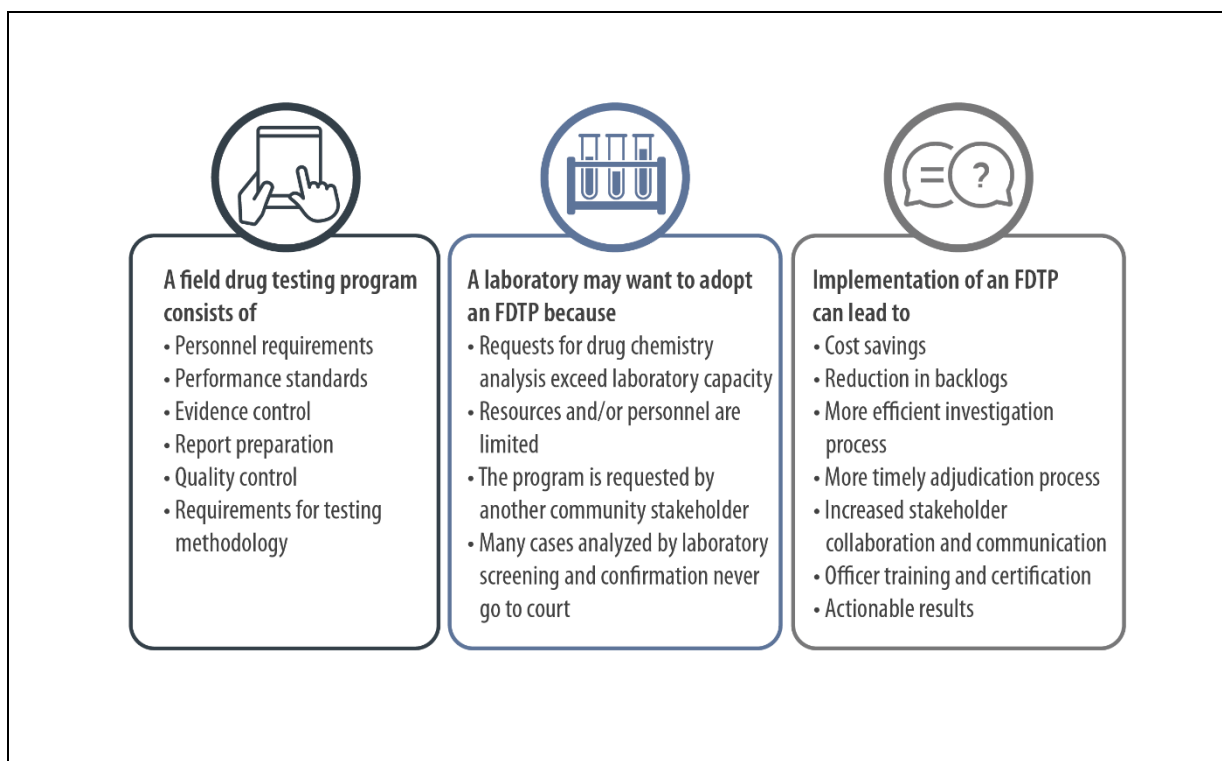 = ?
A field drug testing program
consists of
• Personnel requirements
• Performance standards
• Evidence control
• Report preparation
• Quality control
• Requirements for testing
methodology
A laboratory may want to adopt
an FDTP because
• Requests for drug chemistry
analysis exceed laboratory capacity
• Resources and/or personnel are
limited
• The program is requested by
another community stakeholder
• Many cases analyzed by laboratory
screening and confirmation never
go to court
Implementation of an FDTP
can lead to
• Cost savings
• Reduction in backlogs
• More efficient investigation
process
• More timely adjudication process
• Increased stakeholder
collaboration and communication
• Officer training and certification
• Actionable results